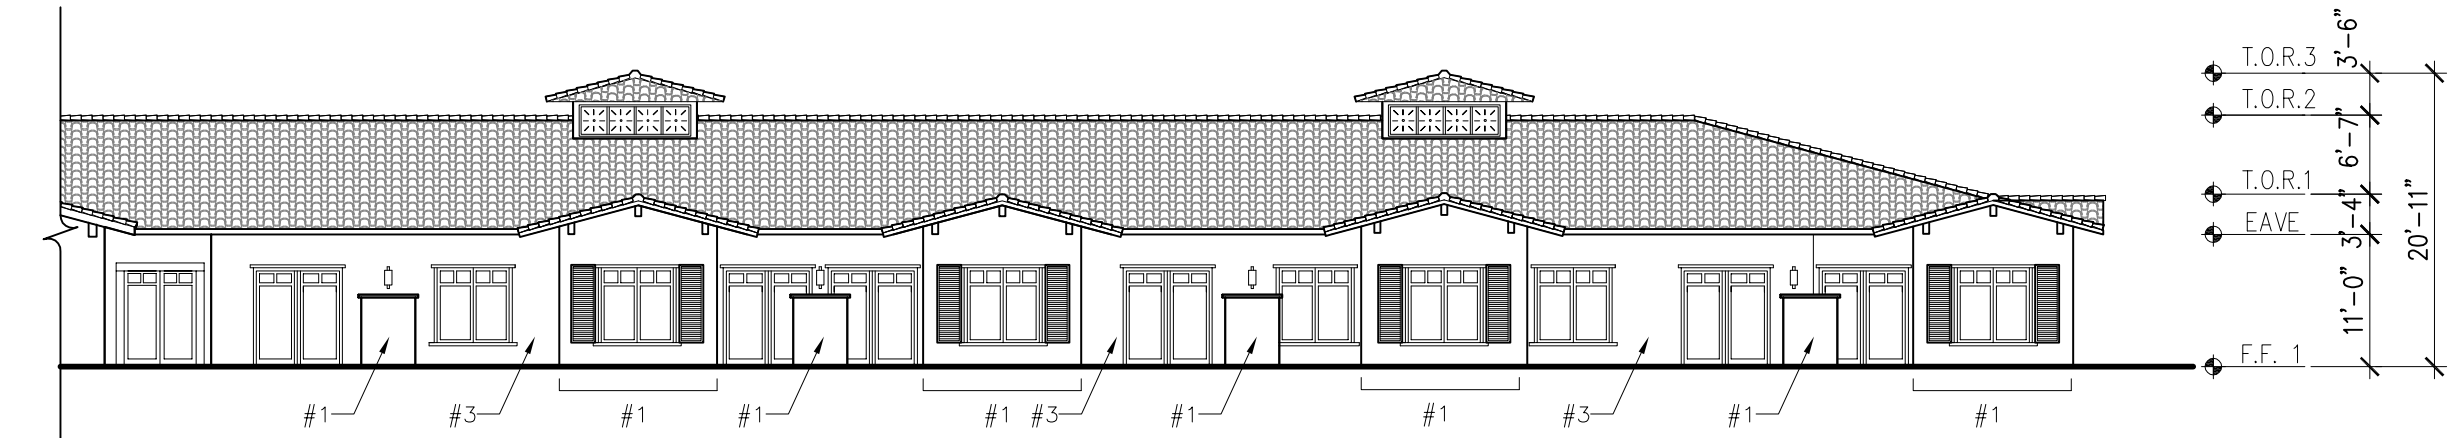 T.O.R.3
3'-6"
T.O.R.2
6'-7"
T.O.R.1
3'-4"
EAVE
20'-11"
11'-0"
F.F. 1
#1 #3 #1 #1 #1 #3 #1 #1 #3 #1 #1